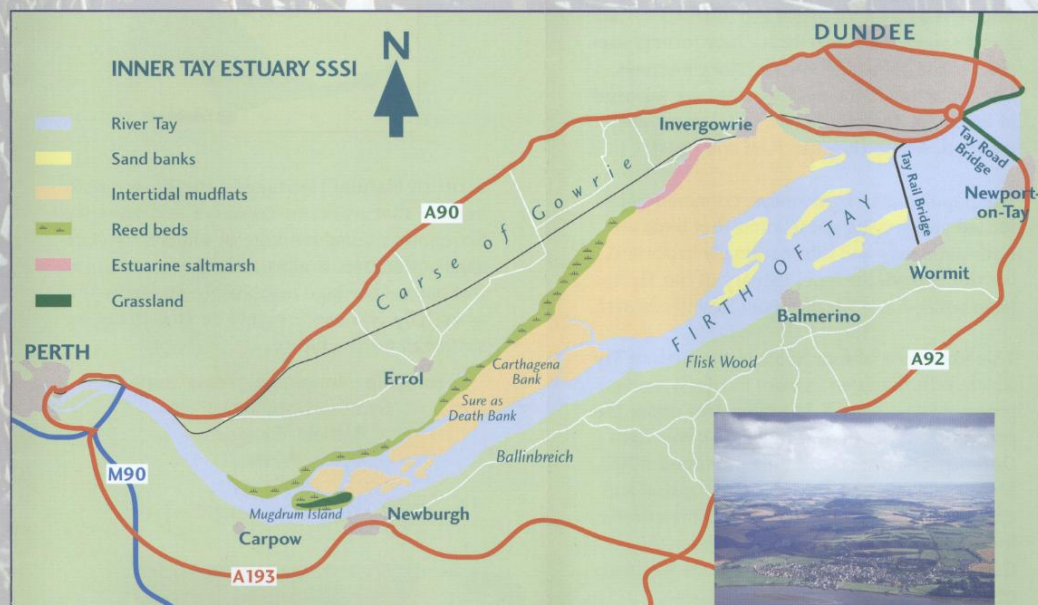 INNER TAY ESTUARY SSSI
River Tay
Sand banks
Intertidal mudflats
Reed beds
Estuarine saltmarsh
Grassland
N
DUNDEE
Invergowrie
Tay Road
Bridge
Tay Rail Bridge
Newport-
on-Tay
A90
Carse of Gowrie
FIRTH OF TAY
Wormit
Balmerino
PERTH
Errol
Carthagena
Bank
Flisk Wood
A92
Sure as
Death Bank
Ballinbreich
M90
Mugdrum Island
Newburgh
Carpow
A193